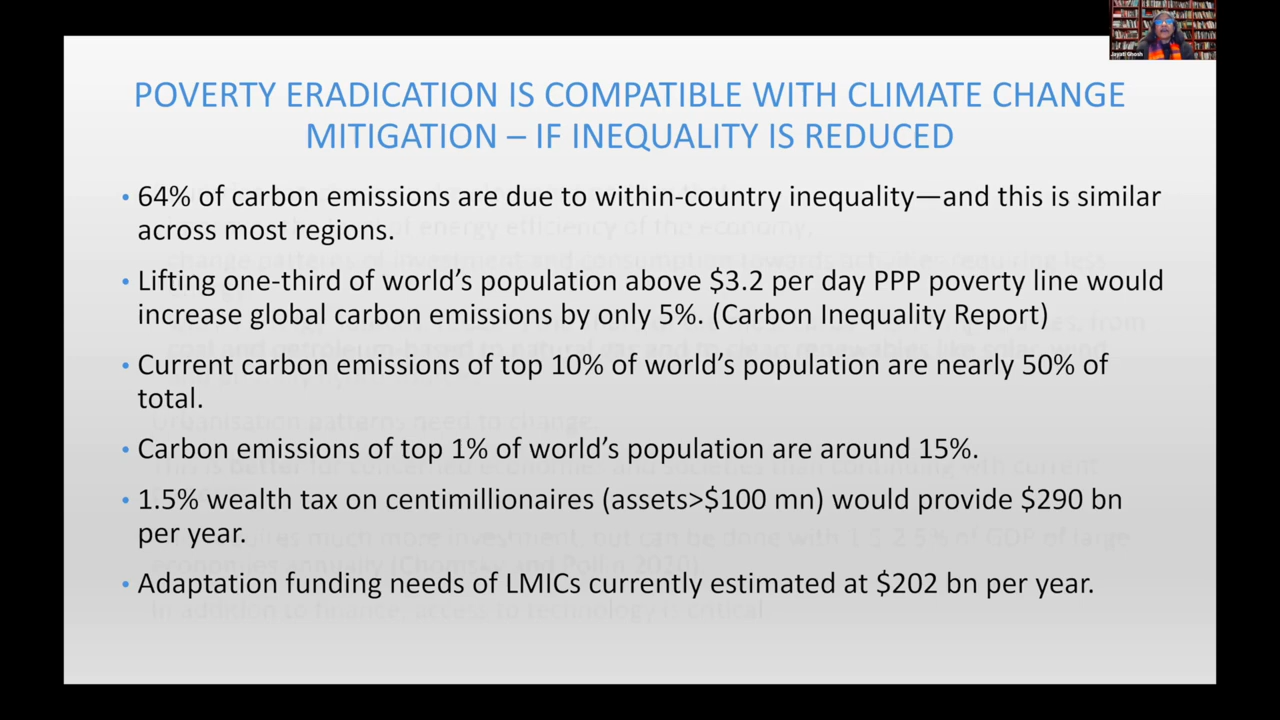 Jayati Ghosh
POVERTY ERADICATION IS COMPATIBLE WITH CLIMATE CHANGE
MITIGATION – IF INEQUALITY IS REDUCED
• 64% of carbon emissions are due to within-country inequality—and this is similar
across most regions.
• Lifting one-third of world’s population above $3.2 per day PPP poverty line would
increase global carbon emissions by only 5%. (Carbon Inequality Report)
• Current carbon emissions of top 10% of world’s population are nearly 50% of
total.
• Carbon emissions of top 1% of world’s population are around 15%.
• 1.5% wealth tax on centimillionaires (assets>$100 mn) would provide $290 bn
per year.
• Adaptation funding needs of LMICs currently estimated at $202 bn per year.